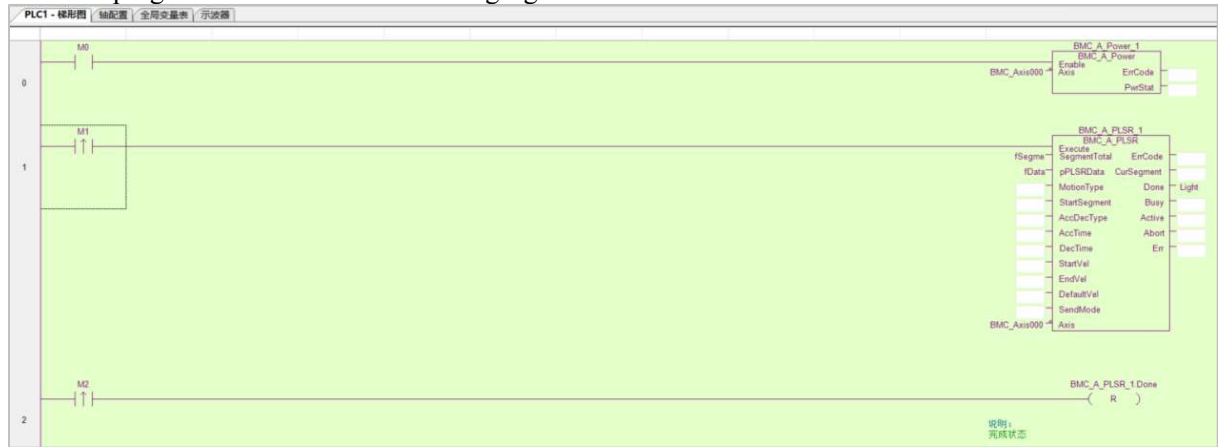 PLC1 - 梯形图 轴配置 全局变量表 示波器
M0
BMC_A_Power_1
BMC_A_Power
Enable
BMC_Axis000 Axis ErrCode
0
PwrStat
M1
BMC_A_PLSR_1
BMC_A_PLSR
Execute
fSegme SegmentTotal ErrCode
1
fData pPLSRData CurSegment
MotionType Done Light
StartSegment Busy
AccDecType Active
AccTime Abort
DecTime Err
StartVel
EndVel
DefaultVel
SendMode
BMC_Axis000 Axis
M2
BMC_A_PLSR_1.Done
R
2
说明:
完成状态